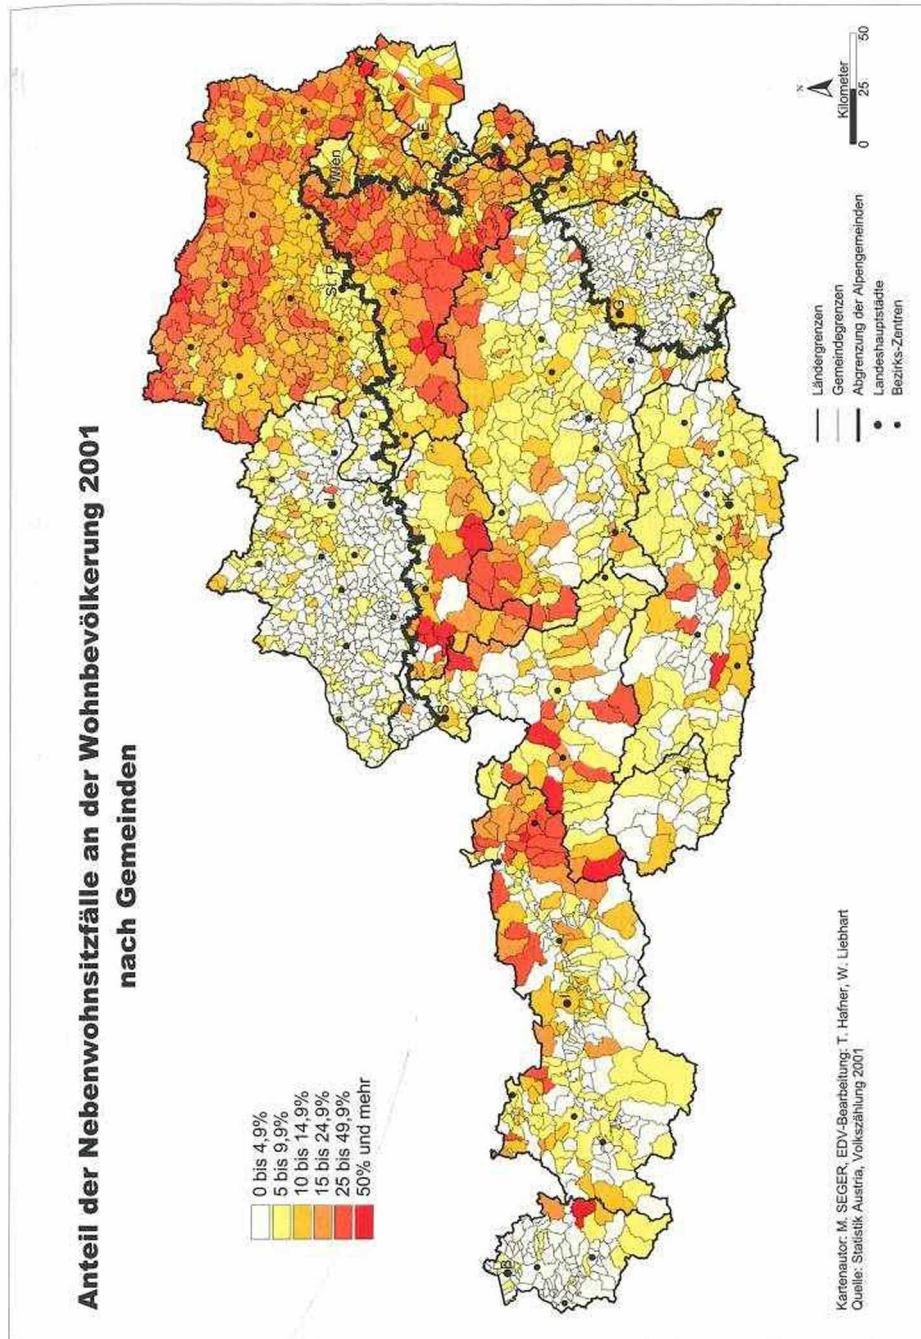 Anteil der Nebenwohnsitzfälle an der Wohnbevölkerung 2001
nach Gemeinden
0 bis 4,9%
5 bis 9,9%
10 bis 14,9%
15 bis 24,9%
25 bis 49,9%
50% und mehr
Wien
St.P.
E
L
S
G
K
I
B
N
Kilometer
0
25
50
Ländergrenzen
Gemeindegrenzen
Abgrenzung der Alpengemeinden
Landeshauptstädte
Bezirks-Zentren
Kartenautor: M. SEGER, EDV-Bearbeitung: T. Hafner, W. Liebhart
Quelle: Statistik Austria, Volkszählung 2001